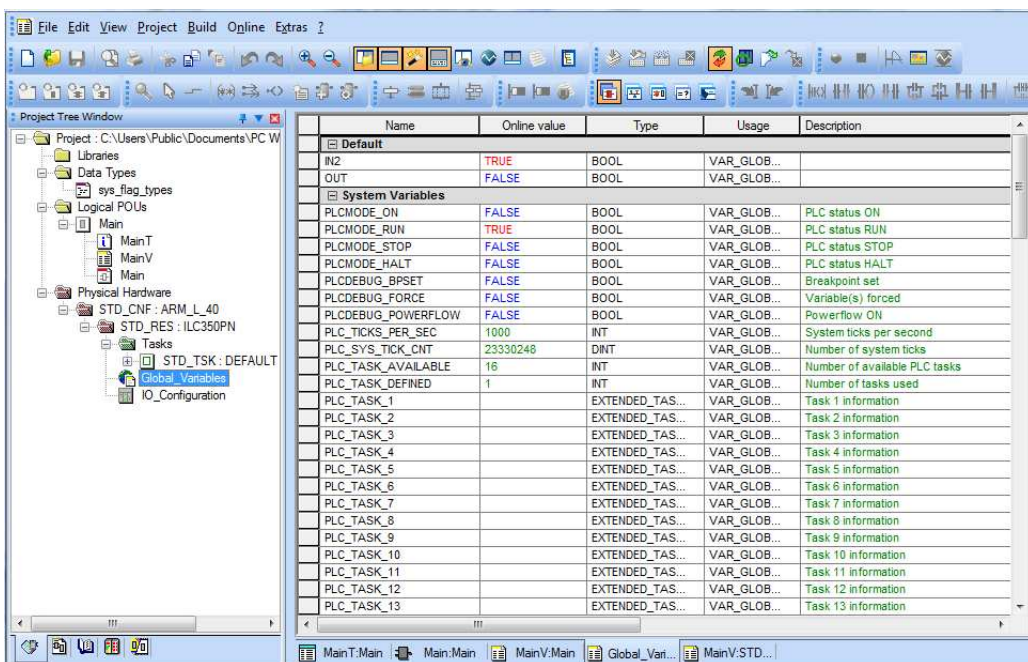 File Edit View Project Build Online Extras ?
Project Tree Window
Project : C:\Users\Public\Documents\PC W
Libraries
Data Types
sys_flag_types
Logical POUs
Main
MainT
MainV
Main
Physical Hardware
STD_CNF : ARM_L_40
STD_RES : ILC350PN
Tasks
STD_TSK : DEFAULT
Global_Variables
IO_Configuration
Name Online value Type Usage Description
Default
IN2 TRUE BOOL VAR_GLOB...
OUT FALSE BOOL VAR_GLOB...
System Variables
PLCMODE_ON FALSE BOOL VAR_GLOB... PLC status ON
PLCMODE_RUN TRUE BOOL VAR_GLOB... PLC status RUN
PLCMODE_STOP FALSE BOOL VAR_GLOB... PLC status STOP
PLCMODE_HALT FALSE BOOL VAR_GLOB... PLC status HALT
PLCDEBUG_BPSET FALSE BOOL VAR_GLOB... Breakpoint set
PLCDEBUG_FORCE FALSE BOOL VAR_GLOB... Variable(s) forced
PLCDEBUG_POWERFLOW FALSE BOOL VAR_GLOB... Powerflow ON
PLC_TICKS_PER_SEC 1000 INT VAR_GLOB... System ticks per second
PLC_SYS_TICK_CNT 23330248 DINT VAR_GLOB... Number of system ticks
PLC_TASK_AVAILABLE 16 INT VAR_GLOB... Number of available PLC tasks
PLC_TASK_DEFINED 1 INT VAR_GLOB... Number of tasks used
PLC_TASK_1 EXTENDED_TAS... VAR_GLOB... Task 1 information
PLC_TASK_2 EXTENDED_TAS... VAR_GLOB... Task 2 information
PLC_TASK_3 EXTENDED_TAS... VAR_GLOB... Task 3 information
PLC_TASK_4 EXTENDED_TAS... VAR_GLOB... Task 4 information
PLC_TASK_5 EXTENDED_TAS... VAR_GLOB... Task 5 information
PLC_TASK_6 EXTENDED_TAS... VAR_GLOB... Task 6 information
PLC_TASK_7 EXTENDED_TAS... VAR_GLOB... Task 7 information
PLC_TASK_8 EXTENDED_TAS... VAR_GLOB... Task 8 information
PLC_TASK_9 EXTENDED_TAS... VAR_GLOB... Task 9 information
PLC_TASK_10 EXTENDED_TAS... VAR_GLOB... Task 10 information
PLC_TASK_11 EXTENDED_TAS... VAR_GLOB... Task 11 information
PLC_TASK_12 EXTENDED_TAS... VAR_GLOB... Task 12 information
PLC_TASK_13 EXTENDED_TAS... VAR_GLOB... Task 13 information
MainT:Main Main:Main MainV:Main Global_Vari... MainV:STD...